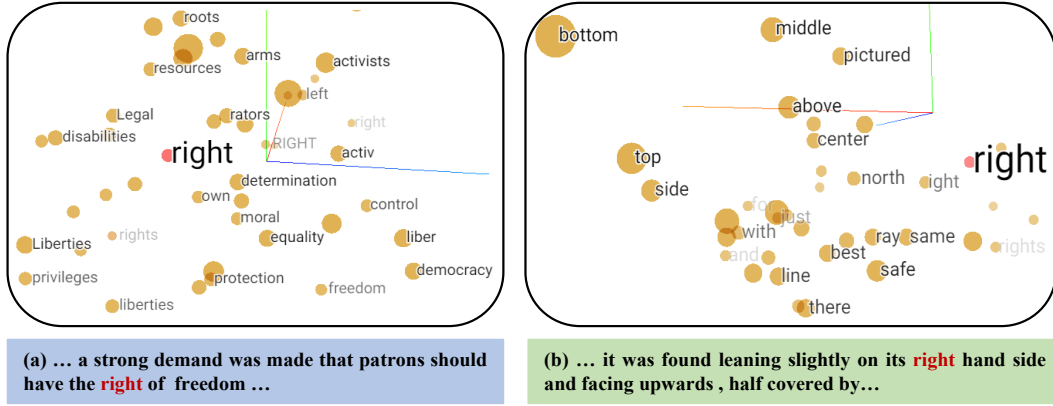 roots
arms
activists
resources
left
Legal
rators
right
disabilities
RIGHT
right
activ
determination
own
moral
control
rights
equality
Liberties
liber
privileges
protection
democracy
liberties
freedom
(a) … a strong demand was made that patrons should
have the right of freedom …
bottom
middle
pictured
above
center
top
right
side
north
ight
for
just
with
ray
same
rights
and
best
line
safe
there
(b) … it was found leaning slightly on its right hand side
and facing upwards , half covered by…